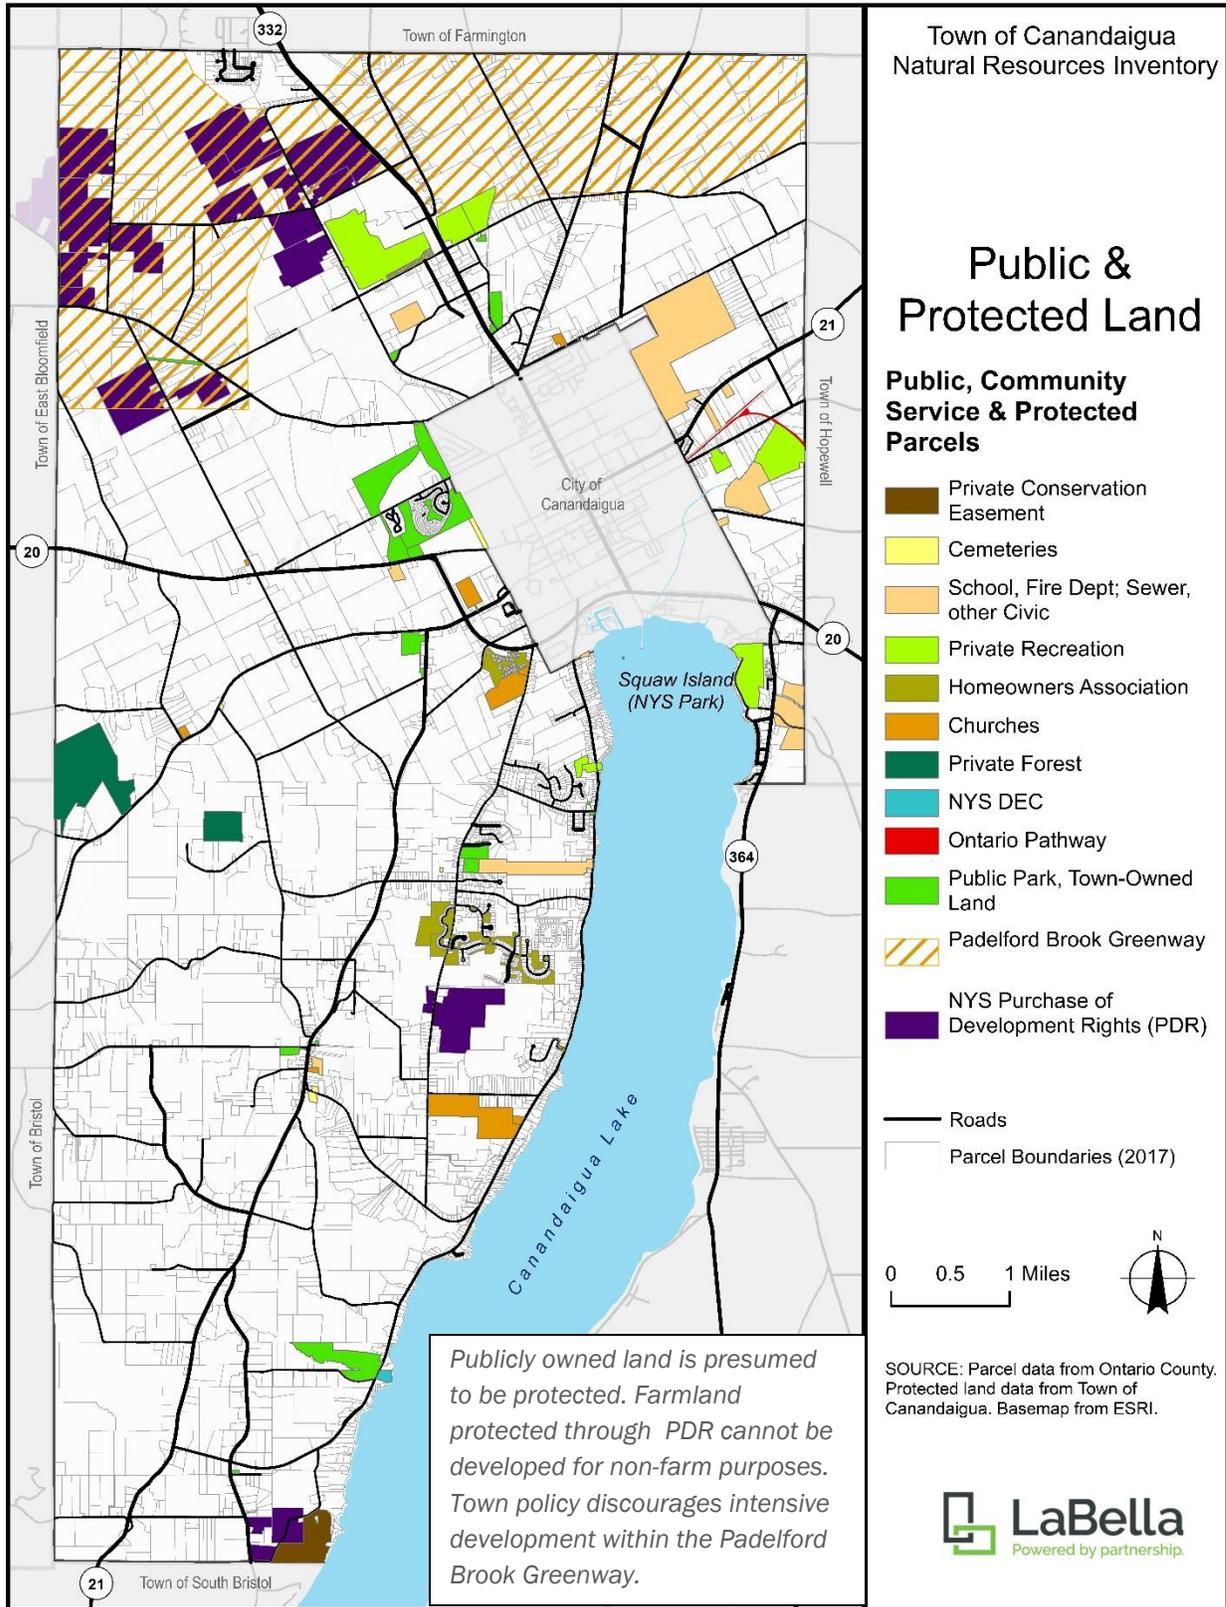 332
Town of Farmington
Town of East Bloomfield
21
Town of Hopewell
City of
Canandaigua
20
20
Squaw Island
(NYS Park)
364
Town of Bristol
Canandaigua Lake
21
Town of South Bristol
Publicly owned land is presumed
to be protected. Farmland
protected through PDR cannot be
developed for non-farm purposes.
Town policy discourages intensive
development within the Padelford
Brook Greenway.
Town of Canandaigua
Natural Resources Inventory
Public &
Protected Land
Public, Community
Service & Protected
Parcels
Private Conservation
Easement
Cemeteries
School, Fire Dept; Sewer,
other Civic
Private Recreation
Homeowners Association
Churches
Private Forest
NYS DEC
Ontario Pathway
Public Park, Town-Owned
Land
Padelford Brook Greenway
NYS Purchase of
Development Rights (PDR)
Roads
Parcel Boundaries (2017)
N
0 0.5 1 Miles
SOURCE: Parcel data from Ontario County.
Protected land data from Town of
Canandaigua. Basemap from ESRI.
LaBella
Powered by partnership.